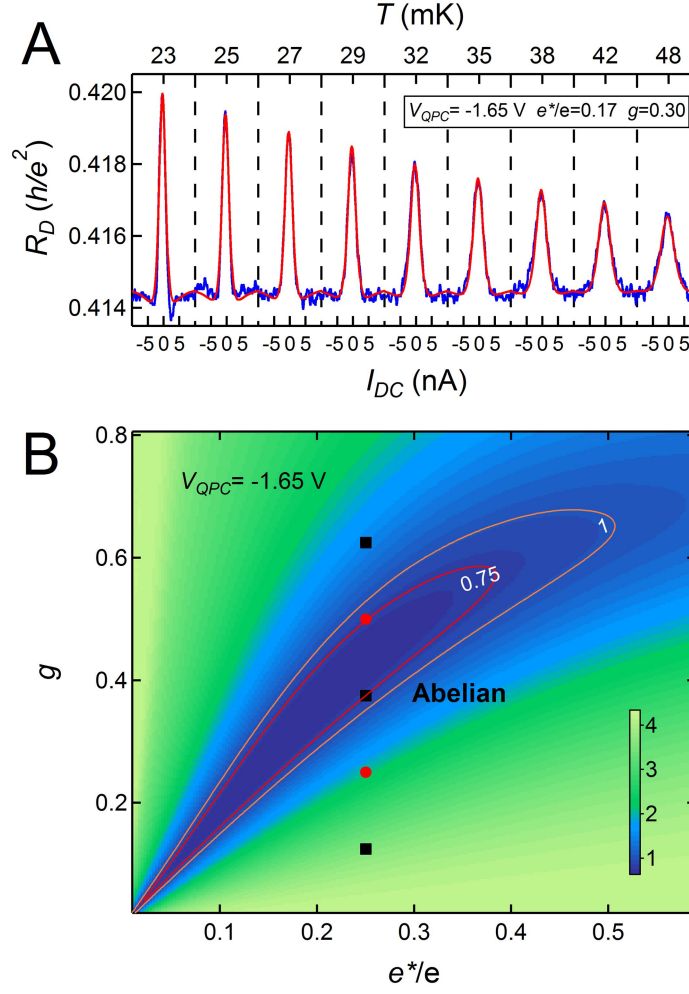 A
T (mK)
23 25 27 29 32 35 38 42 48
V_QPC= -1.65 V e*/e=0.17 g=0.30
0.420
0.418
0.416
0.414
R_D (h/e²)
-5 0 5 -5 0 5 -5 0 5 -5 0 5 -5 0 5 -5 0 5 -5 0 5 -5 0 5 -5 0 5
I_DC (nA)
B
0.8
0.6
0.4
0.2
g
V_QPC= -1.65 V
1
0.75
Abelian
4
3
2
1
0.1 0.2 0.3 0.4 0.5
e*/e